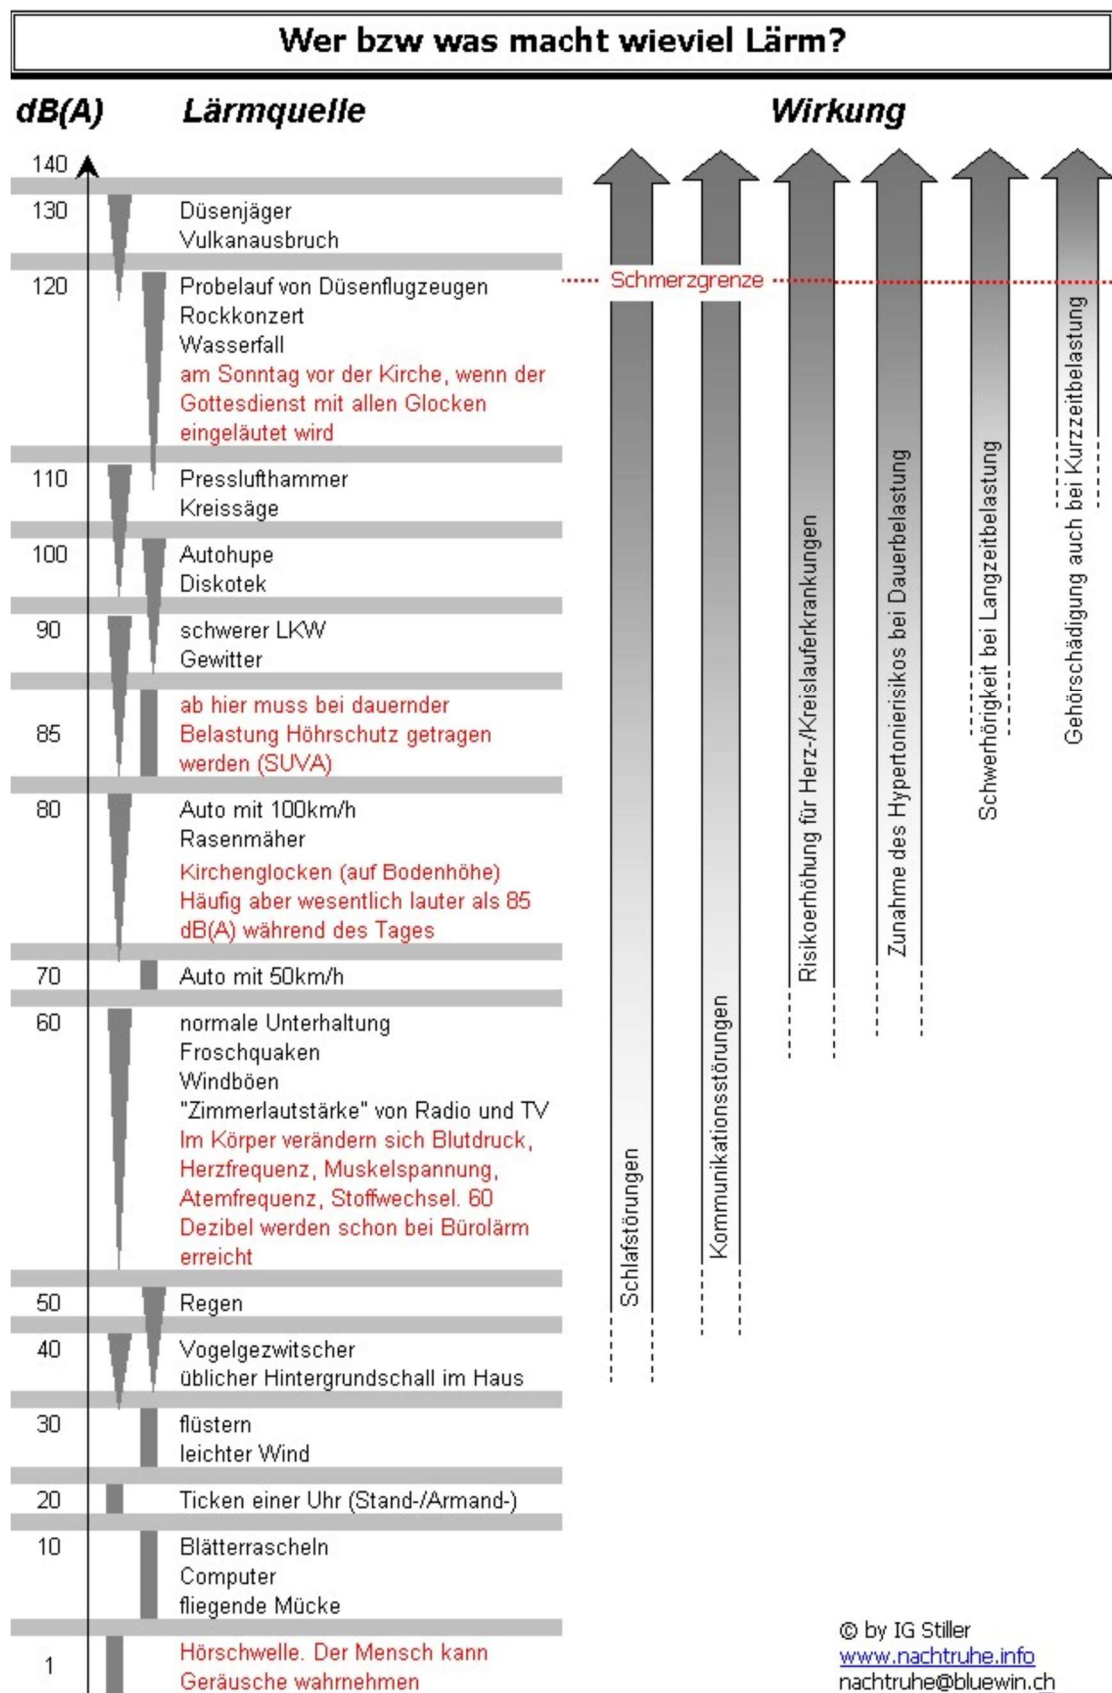 Wer bzw was macht wieviel Lärm?
dB(A)
Lärmquelle
Wirkung
140
130
Düsenjäger
Vulkanausbruch
120
Probelauf von Düsenflugzeugen
Rockkonzert
Wasserfall
am Sonntag vor der Kirche, wenn der
Gottesdienst mit allen Glocken
eingeläutet wird
110
Presslufthammer
Kreissäge
100
Autohupe
Diskotek
90
schwerer LKW
Gewitter
85
ab hier muss bei dauernder
Belastung Höhrschutz getragen
werden (SUVA)
80
Auto mit 100km/h
Rasenmäher
Kirchenglocken (auf Bodenhöhe)
Häufig aber wesentlich lauter als 85
dB(A) während des Tages
70
Auto mit 50km/h
60
normale Unterhaltung
Froschquaken
Windböen
"Zimmerlautstärke" von Radio und TV
Im Körper verändern sich Blutdruck,
Herzfrequenz, Muskelspannung,
Atemfrequenz, Stoffwechsel. 60
Dezibel werden schon bei Bürolärm
erreicht
50
Regen
40
Vogelgezwitscher
üblicher Hintergrundschall im Haus
30
flüstern
leichter Wind
20
Ticken einer Uhr (Stand-/Armand-)
10
Blätterrascheln
Computer
fliegende Mücke
1
Hörschwelle. Der Mensch kann
Geräusche wahrnehmen
Schmerzgrenze
Schlafstörungen
Kommunikationsstörungen
Risikoerhöhung für Herz-/Kreislauferkrankungen
Zunahme des Hypertonierisikos bei Dauerbelastung
Schwerhörigkeit bei Langzeitbelastung
Gehörschädigung auch bei Kurzzeitbelastung
© by IG Stiller
www.nachtruhe.info
nachtruhe@bluewin.ch